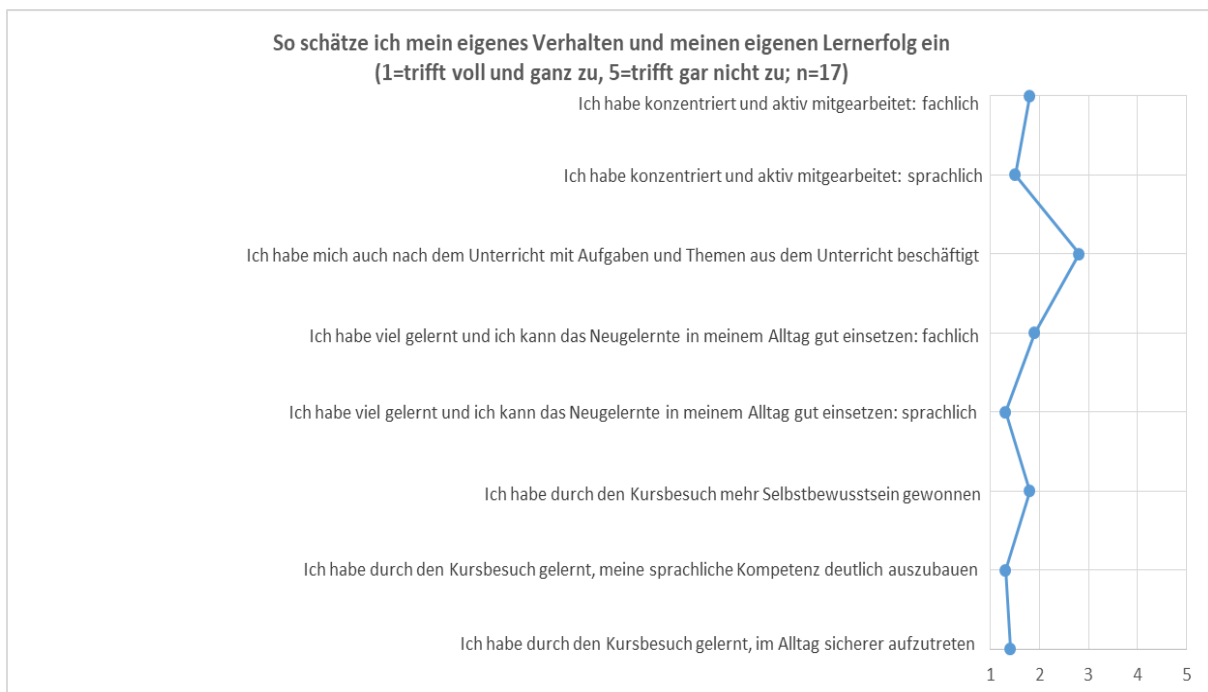 So schätze ich mein eigenes Verhalten und meinen eigenen Lernerfolg ein
(1=trifft voll und ganz zu, 5=trifft gar nicht zu; n=17)
Ich habe konzentriert und aktiv mitgearbeitet: fachlich
Ich habe konzentriert und aktiv mitgearbeitet: sprachlich
Ich habe mich auch nach dem Unterricht mit Aufgaben und Themen aus dem Unterricht beschäftigt
Ich habe viel gelernt und ich kann das Neugelernte in meinem Alltag gut einsetzen: fachlich
Ich habe viel gelernt und ich kann das Neugelernte in meinem Alltag gut einsetzen: sprachlich
Ich habe durch den Kursbesuch mehr Selbstbewusstsein gewonnen
Ich habe durch den Kursbesuch gelernt, meine sprachliche Kompetenz deutlich auszubauen
Ich habe durch den Kursbesuch gelernt, im Alltag sicherer aufzutreten
1 2 3 4 5